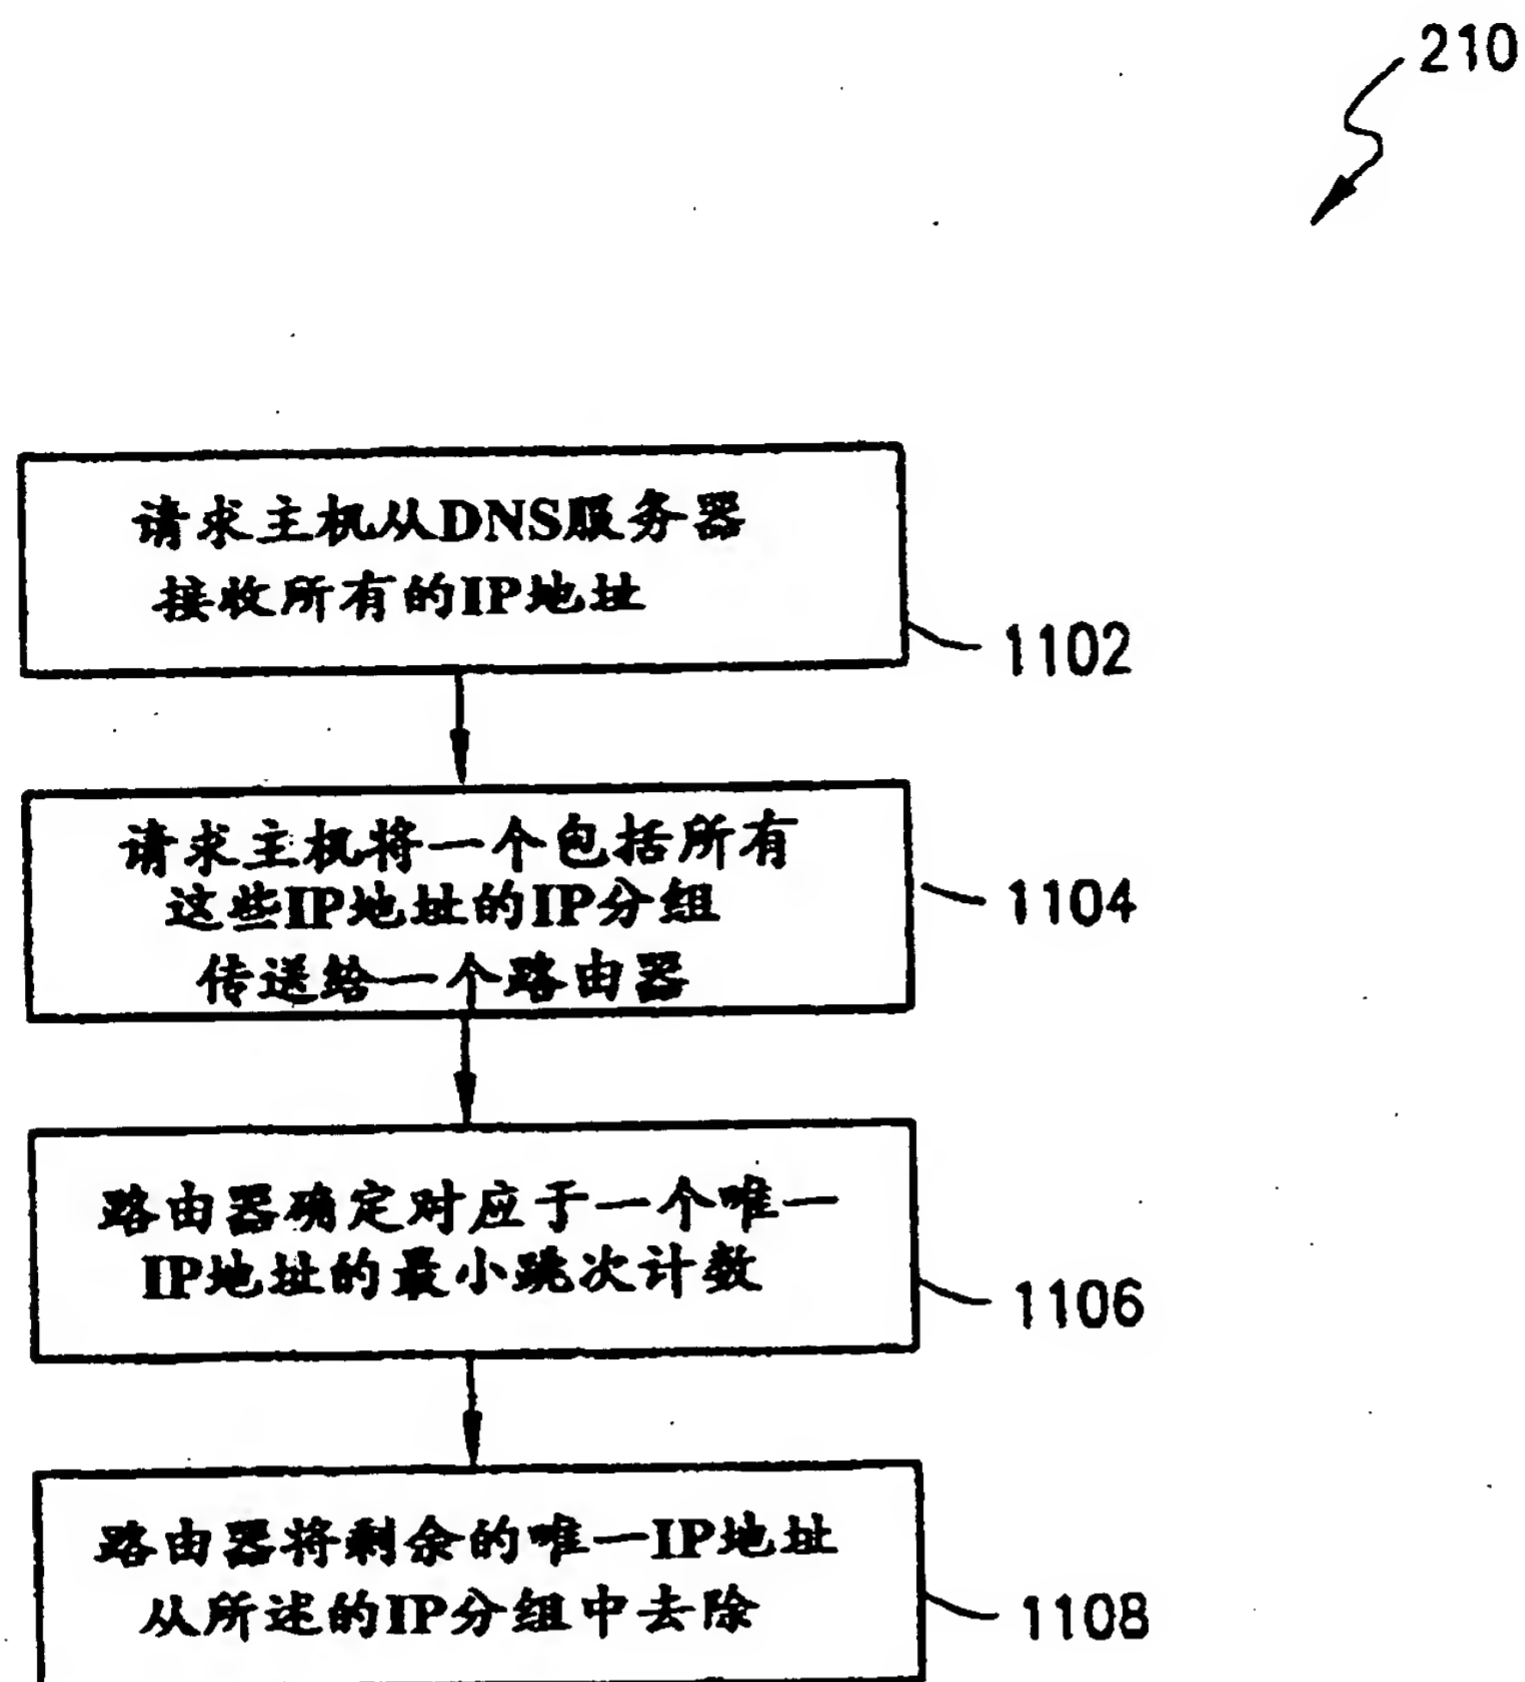 210
请求主机从DNS服务器
接收所有的IP地址
1102
请求主机将一个包括所有
这些IP地址的IP分组
传送给一个路由器
1104
路由器确定对应于一个唯一
IP地址的最小跳次计数
1106
路由器将剩余的唯一IP地址
从所述的IP分组中去除
1108